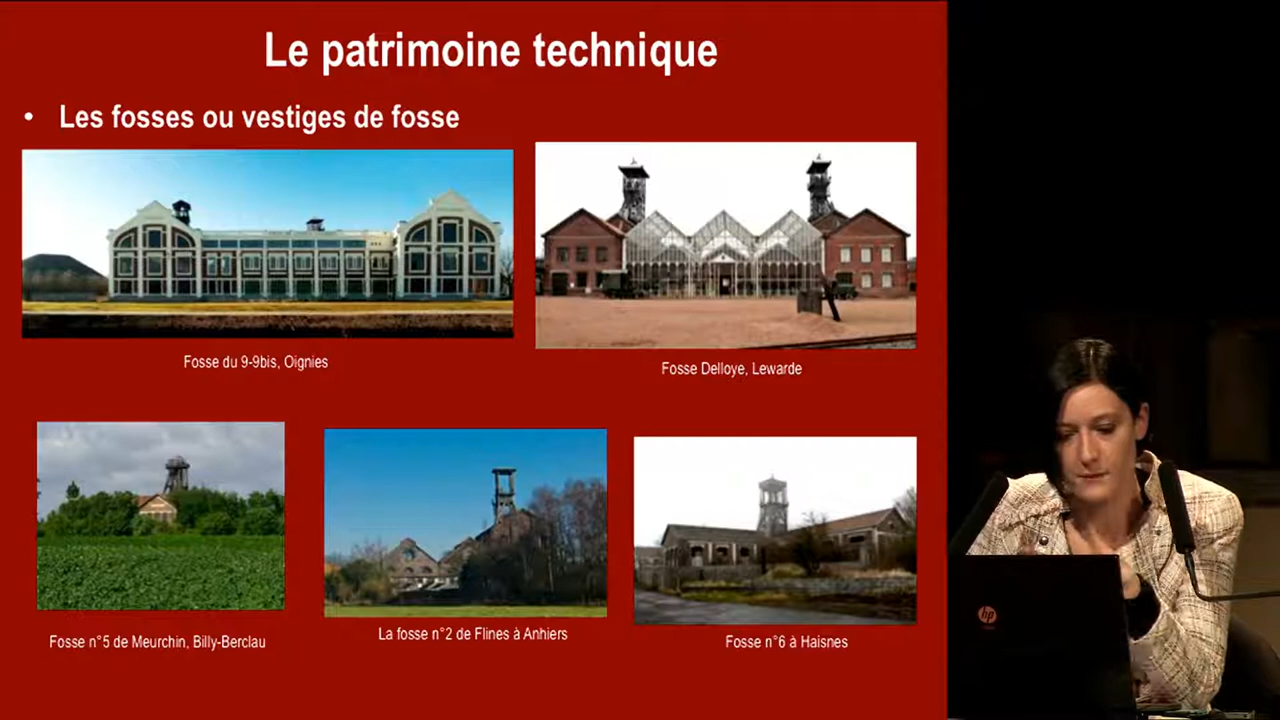 Le patrimoine technique
• Les fosses ou vestiges de fosse
Fosse du 9-9bis, Oignies
Fosse Delloye, Lewarde
Fosse n°5 de Meurchin, Billy-Berclau
La fosse n°2 de Flines à Anhiers
Fosse n°6 à Haisnes
hp